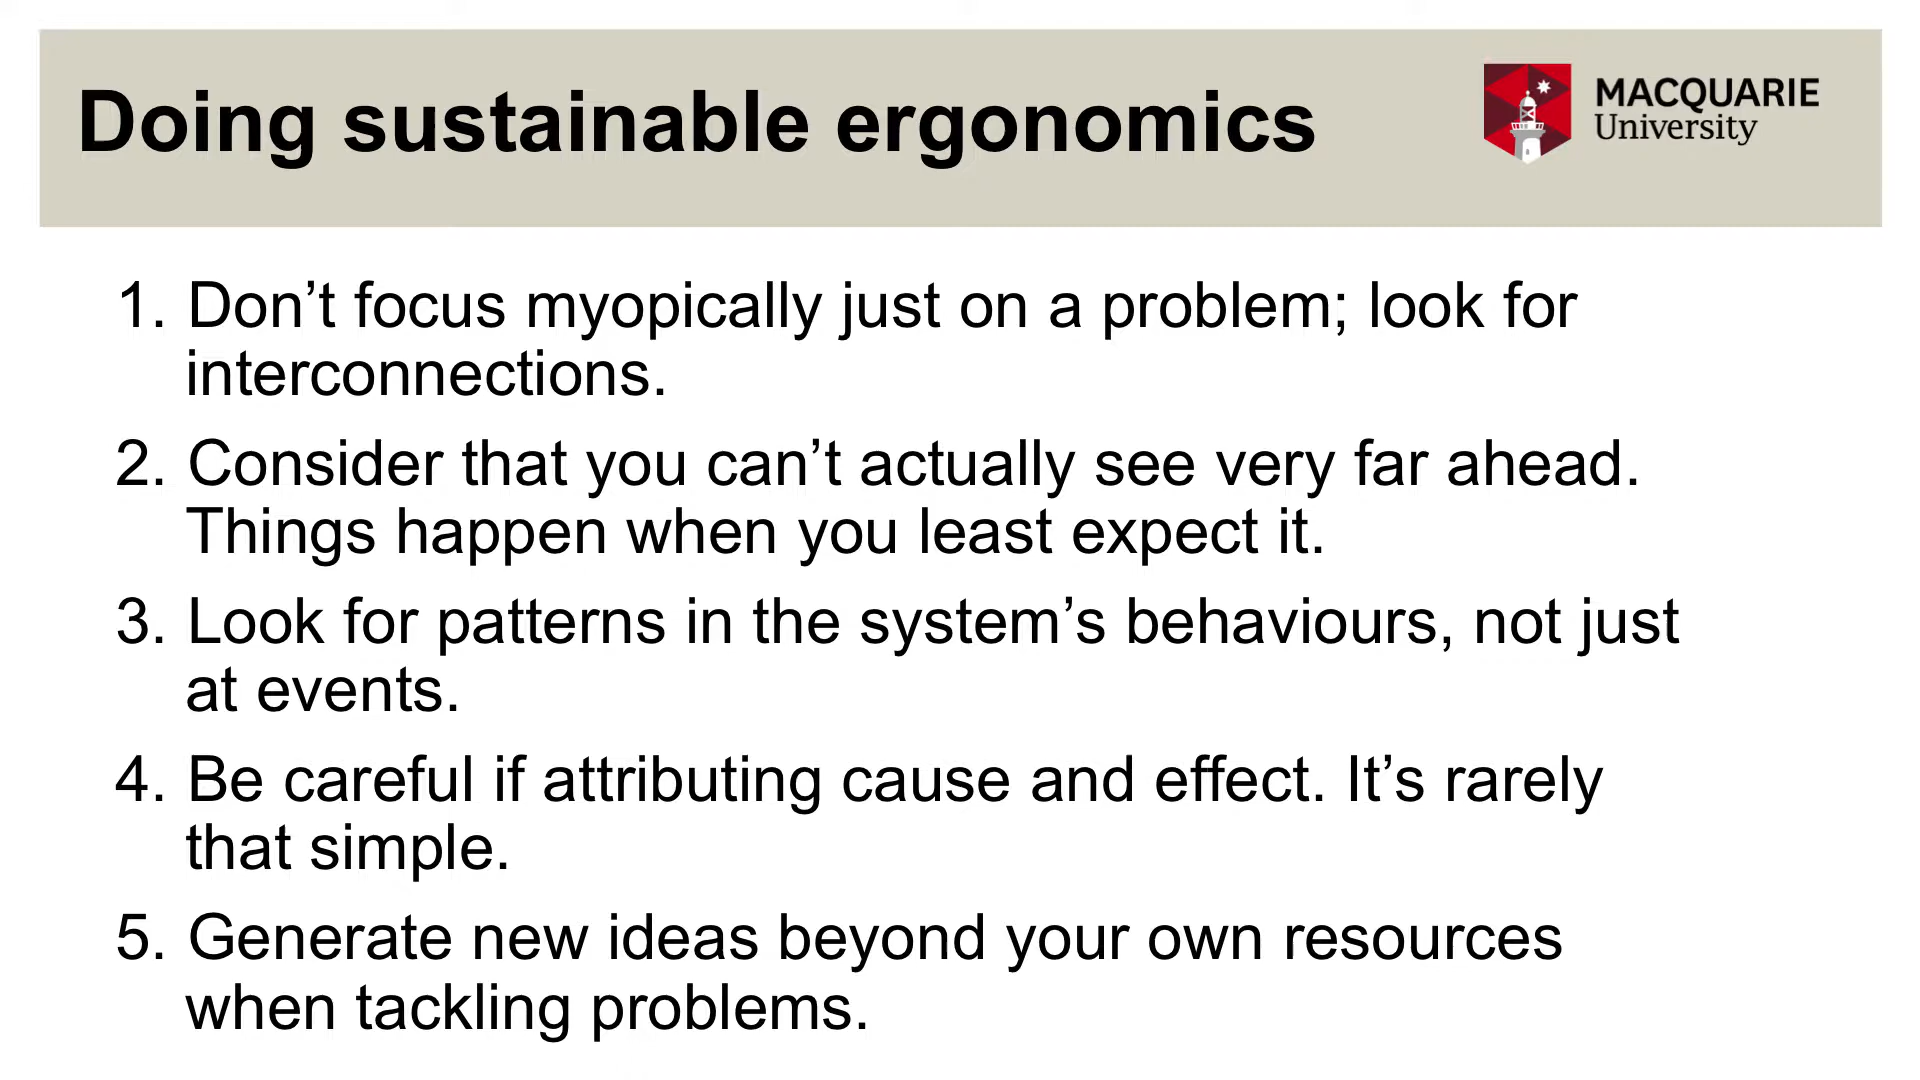 Doing sustainable ergonomics
MACQUARIE
University
1. Don’t focus myopically just on a problem; look for
interconnections.
2. Consider that you can’t actually see very far ahead.
Things happen when you least expect it.
3. Look for patterns in the system’s behaviours, not just
at events.
4. Be careful if attributing cause and effect. It’s rarely
that simple.
5. Generate new ideas beyond your own resources
when tackling problems.